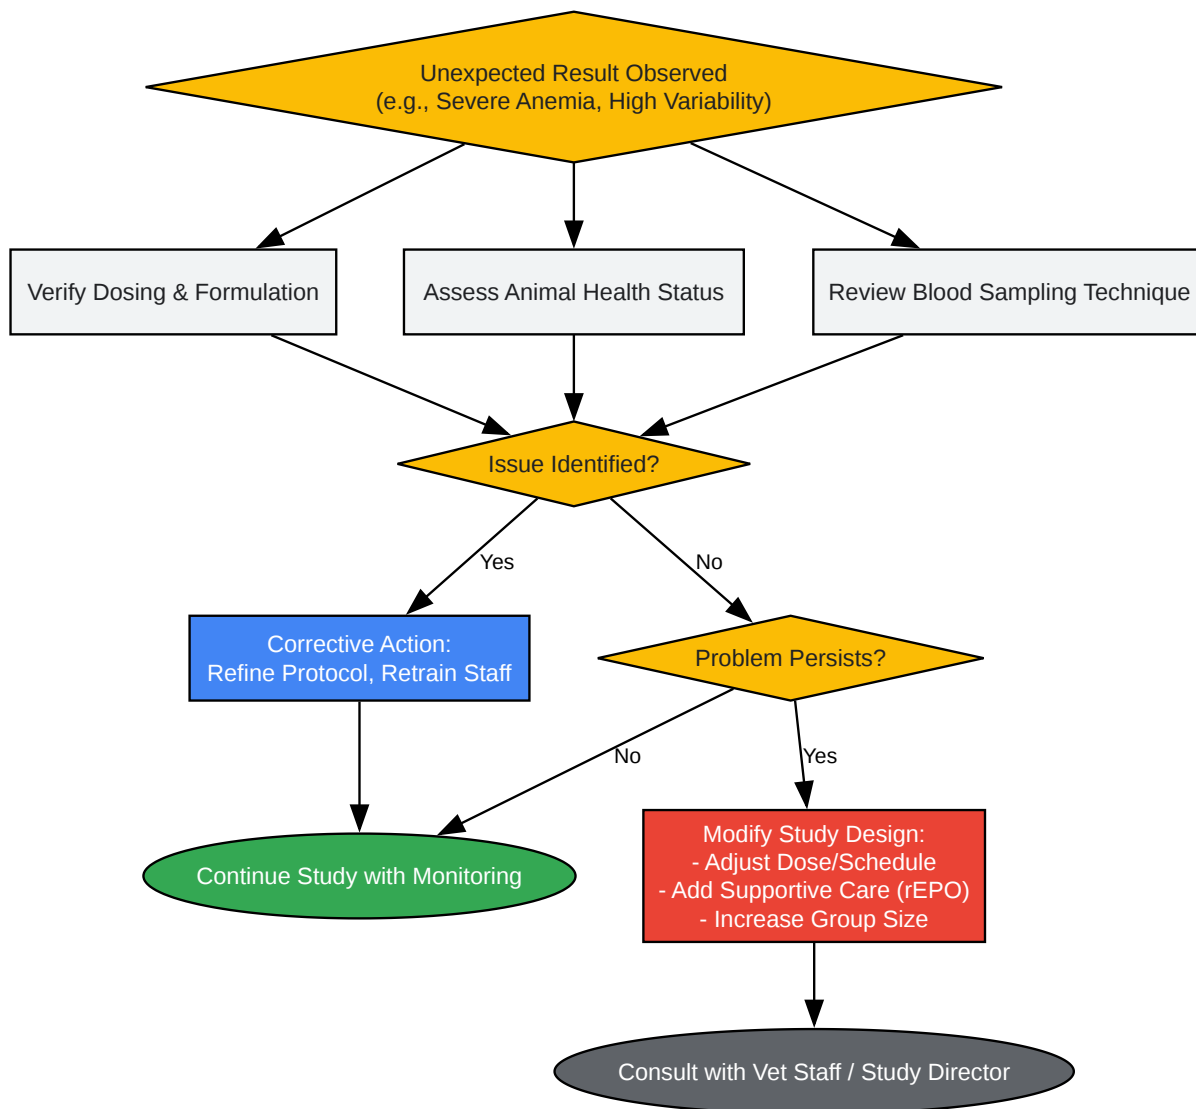 Unexpected Result Observed
(e.g., Severe Anemia, High Variability)
Verify Dosing & Formulation
Assess Animal Health Status
Review Blood Sampling Technique
Issue Identified?
Yes
No
Corrective Action:
Refine Protocol, Retrain Staff
Problem Persists?
No
Yes
Continue Study with Monitoring
Modify Study Design:
- Adjust Dose/Schedule
- Add Supportive Care (rEPO)
- Increase Group Size
Consult with Vet Staff / Study Director